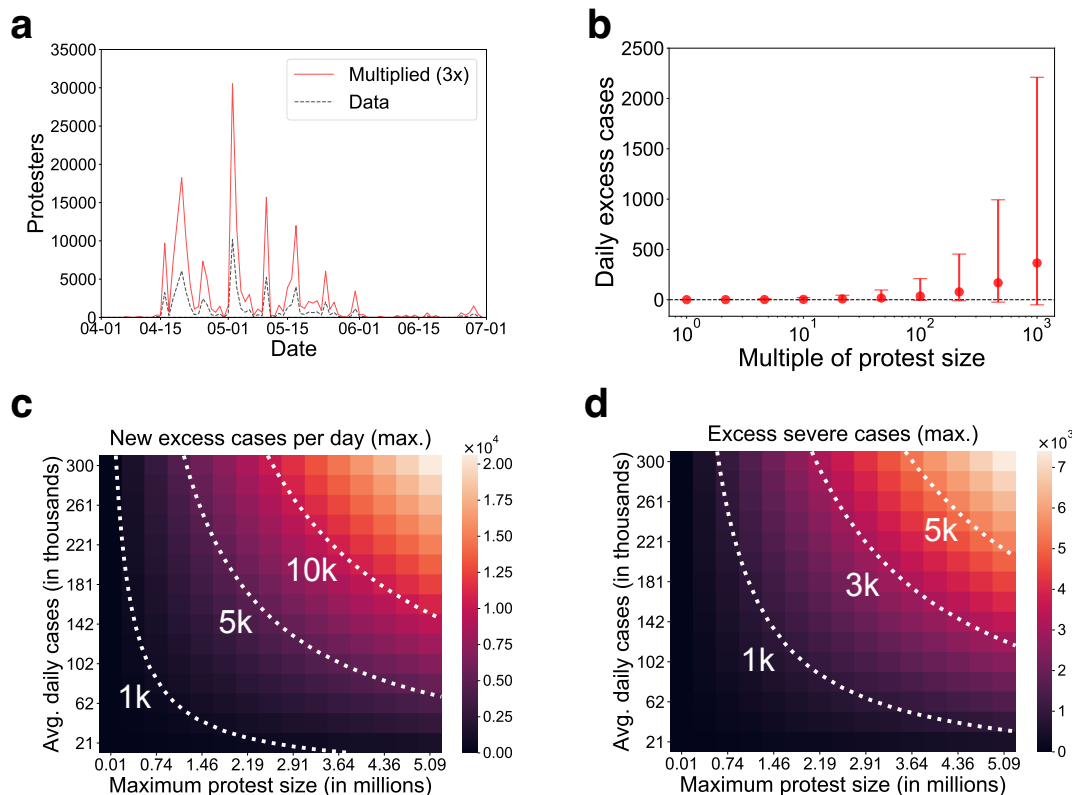 a
35000
30000
25000
20000
15000
10000
5000
0
Protesters
Multiplied (3x)
Data
04-01 04-15 05-01 05-15 06-01 06-15 07-01
Date
b
2500
2000
1500
1000
500
0
Daily excess cases
10^0 10^1 10^2 10^3
Multiple of protest size
c
New excess cases per day (max.)
×10^4
300
261
221
181
142
102
62
21
Avg. daily cases (in thousands)
1k
5k
10k
0.01 0.74 1.46 2.19 2.91 3.64 4.36 5.09
Maximum protest size (in millions)
2.00
1.75
1.50
1.25
1.00
0.75
0.50
0.25
0.00
d
Excess severe cases (max.)
×10^3
300
261
221
181
142
102
62
21
Avg. daily cases (in thousands)
1k
3k
5k
0.01 0.74 1.46 2.19 2.91 3.64 4.36 5.09
Maximum protest size (in millions)
7
6
5
4
3
2
1
0